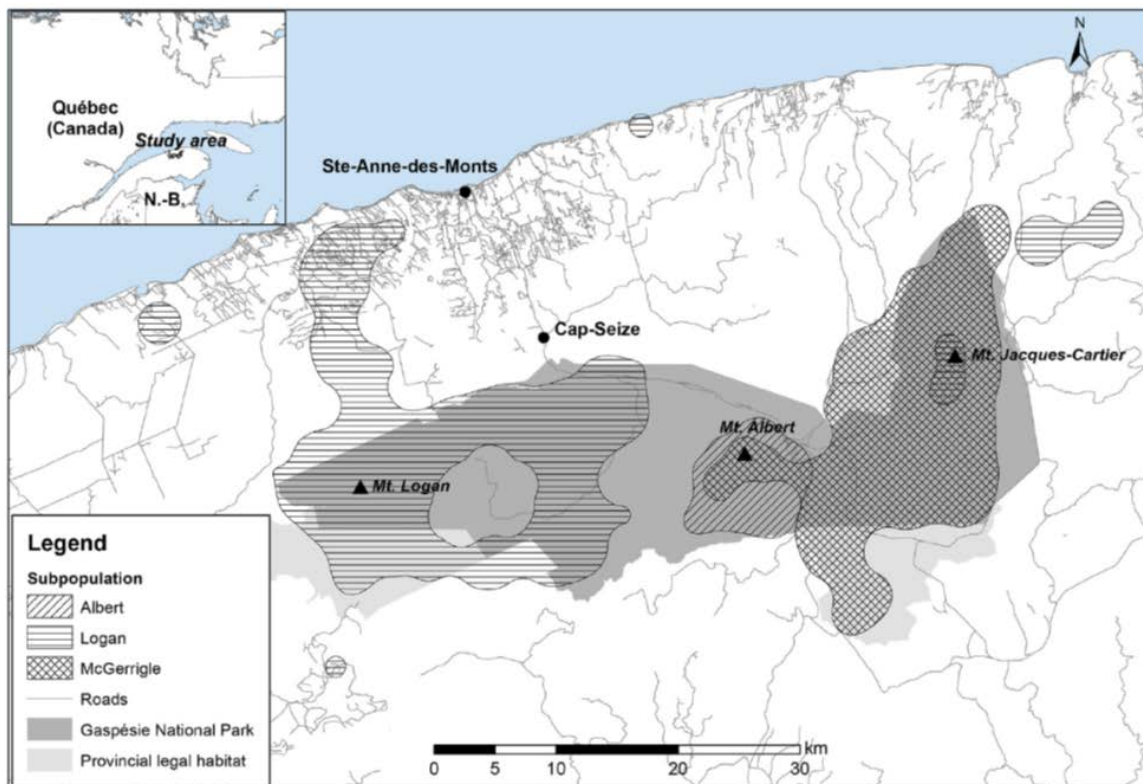 Québec
(Canada)
Study area
N.-B.
N
Ste-Anne-des-Monts
Cap-Seize
Mt. Jacques-Cartier
Mt. Albert
Mt. Logan
Legend
Subpopulation
Albert
Logan
McGerrigle
Roads
Gaspésie National Park
Provincial legal habitat
km
0 5 10 20 30